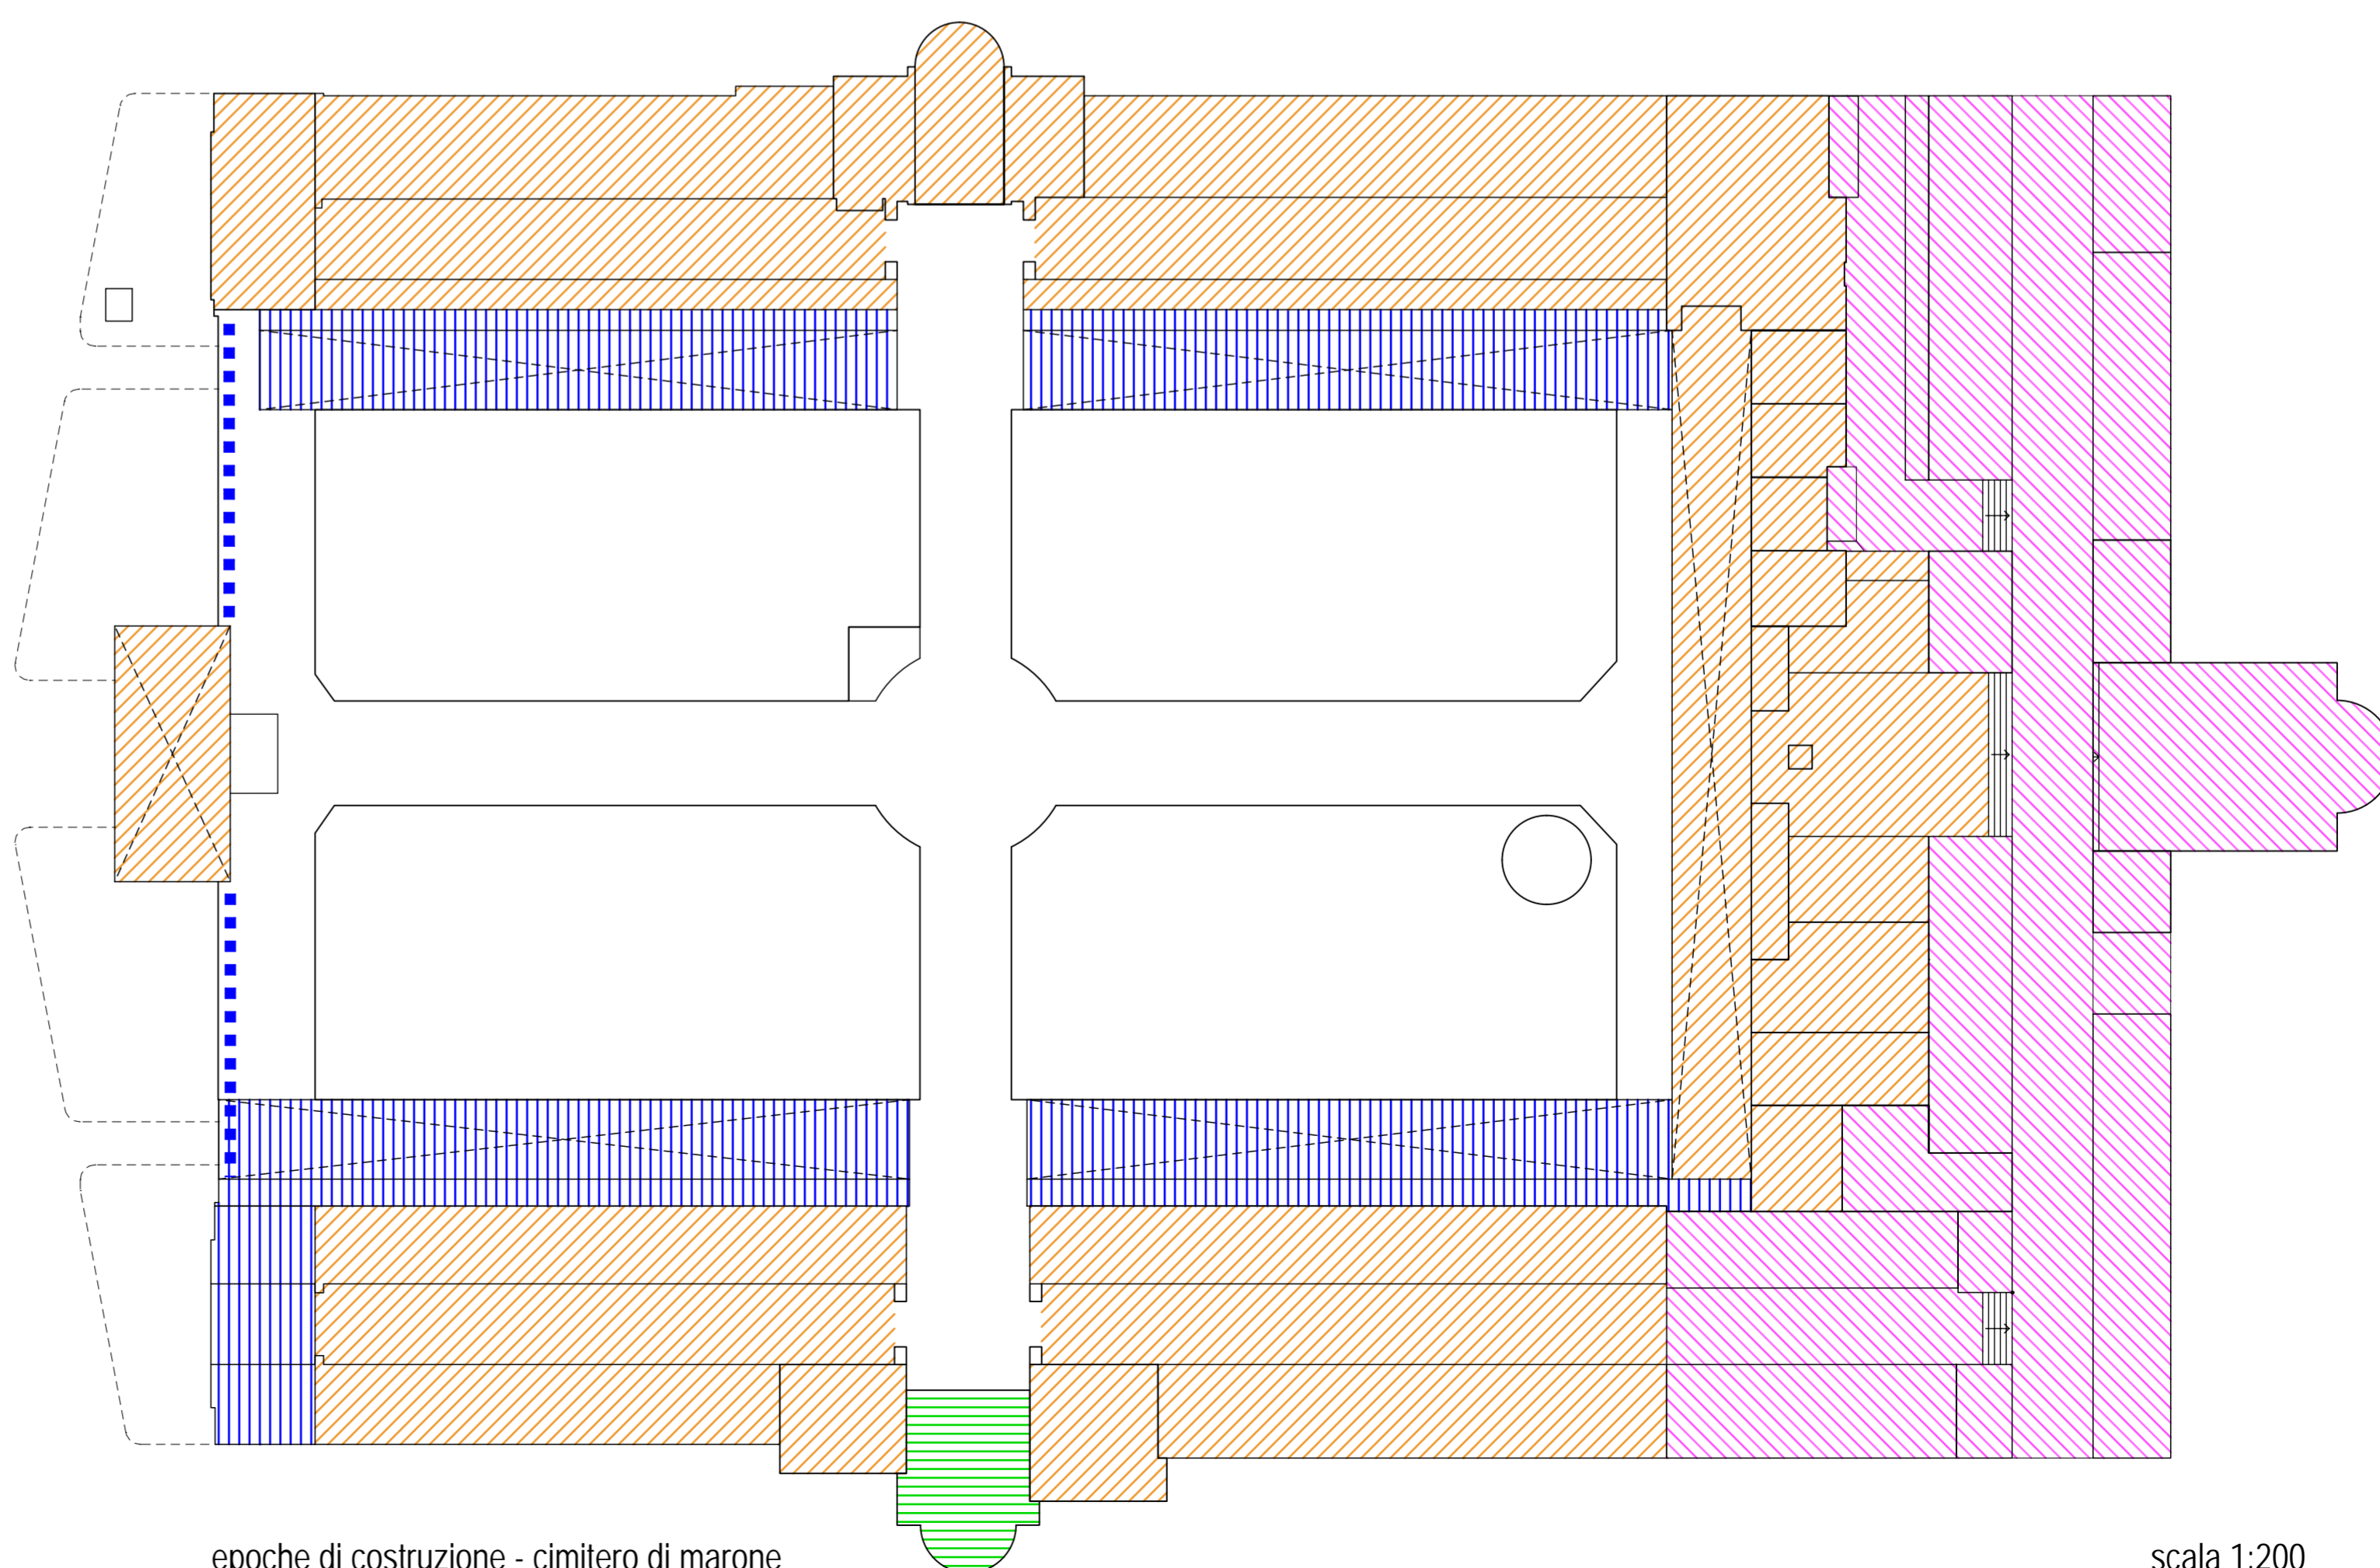 epoche di costruzione - cimitero di marone
scala 1:200